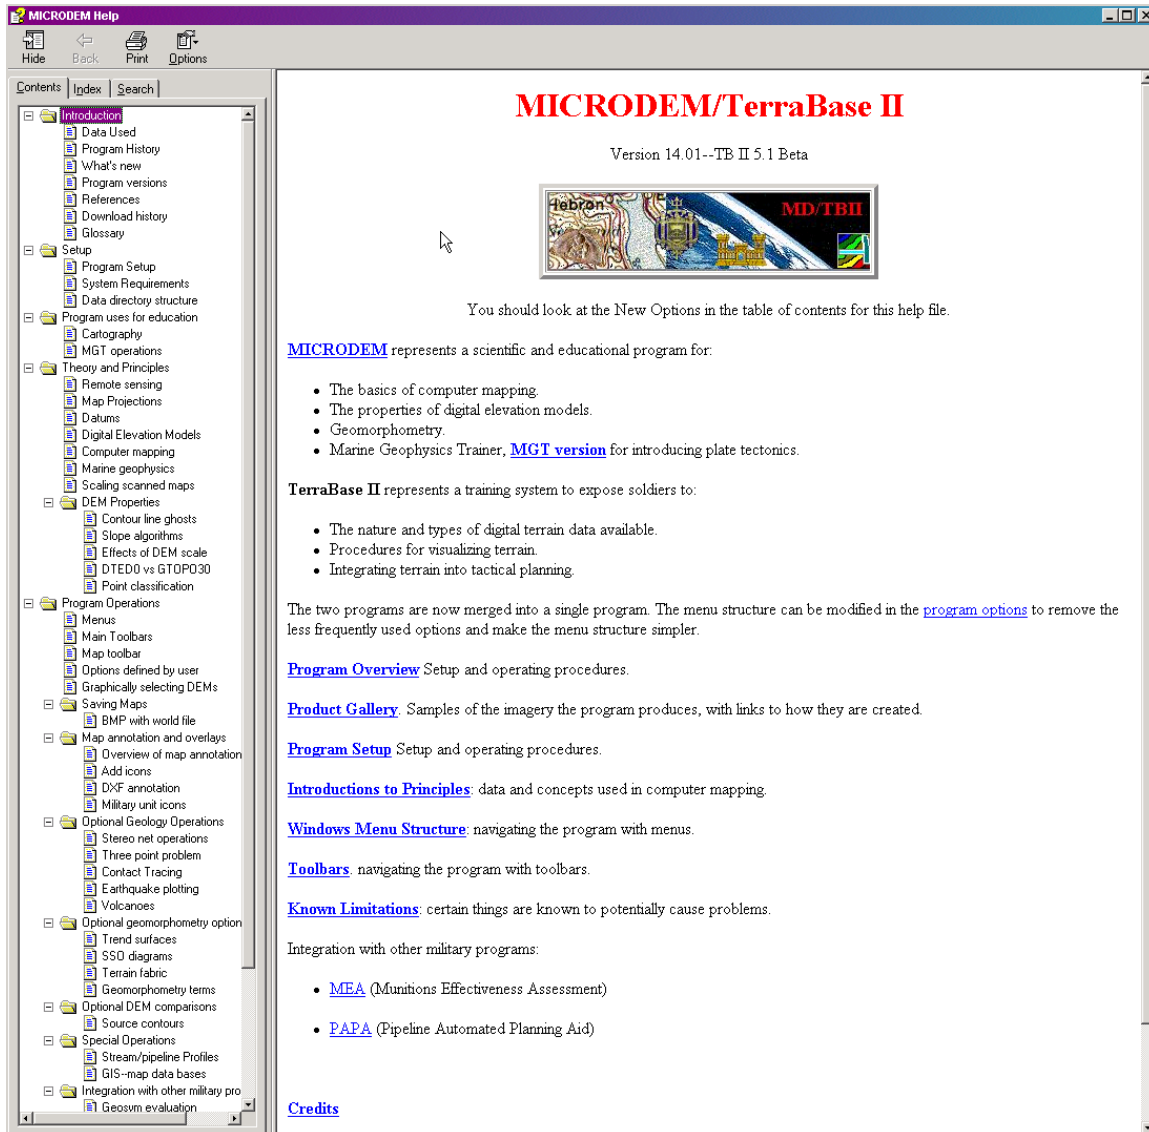 MICRODEM Help
Hide Back Print Options
Contents Index Search
Introduction
Data Used
Program History
What's new
Program versions
References
Download history
Glossary
Setup
Program Setup
System Requirements
Data directory structure
Program uses for education
Cartography
MGT operations
Theory and Principles
Remote sensing
Map Projections
Datums
Digital Elevation Models
Computer mapping
Marine geophysics
Scaling scanned maps
DEM Properties
Contour line ghosts
Slope algorithms
Effects of DEM scale
DTED0 vs GTOPO30
Point classification
Program Operations
Menus
Main Toolbars
Map toolbar
Options defined by user
Graphically selecting DEMs
Saving Maps
BMP with world file
Map annotation and overlays
Overview of map annotation
Add icons
DXF annotation
Military unit icons
Optional Geology Operations
Stereo net operations
Three point problem
Contact Tracing
Earthquake plotting
Volcanoes
Optional geomorphometry option
Trend surfaces
SSO diagrams
Terrain fabric
Geomorphometry terms
Optional DEM comparisons
Source contours
Special Operations
Stream/pipeline Profiles
GIS--map data bases
Integration with other military pro
Geosym evaluation
MICRODEM/TerraBase II
Version 14.01--TB II 5.1 Beta
Hebron
MD/TBII
You should look at the New Options in the table of contents for this help file.
MICRODEM represents a scientific and educational program for:
• The basics of computer mapping.
• The properties of digital elevation models.
• Geomorphometry.
• Marine Geophysics Trainer, MGT version for introducing plate tectonics.
TerraBase II represents a training system to expose soldiers to:
• The nature and types of digital terrain data available.
• Procedures for visualizing terrain.
• Integrating terrain into tactical planning.
The two programs are now merged into a single program. The menu structure can be modified in the program options to remove the
less frequently used options and make the menu structure simpler.
Program Overview Setup and operating procedures.
Product Gallery. Samples of the imagery the program produces, with links to how they are created.
Program Setup Setup and operating procedures.
Introductions to Principles: data and concepts used in computer mapping.
Windows Menu Structure: navigating the program with menus.
Toolbars. navigating the program with toolbars.
Known Limitations: certain things are known to potentially cause problems.
Integration with other military programs:
• MEA (Munitions Effectiveness Assessment)
• PAPA (Pipeline Automated Planning Aid)
Credits